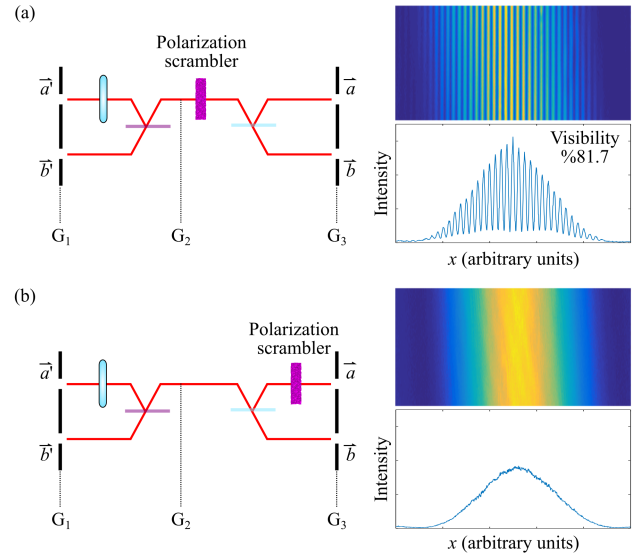 (a)
Polarization
scrambler
a⃗'
a⃗
b⃗'
b⃗
G₁
G₂
G₃
Visibility
%81.7
Intensity
x (arbitrary units)
(b)
Polarization
scrambler
a⃗'
a⃗
b⃗'
b⃗
G₁
G₂
G₃
Intensity
x (arbitrary units)